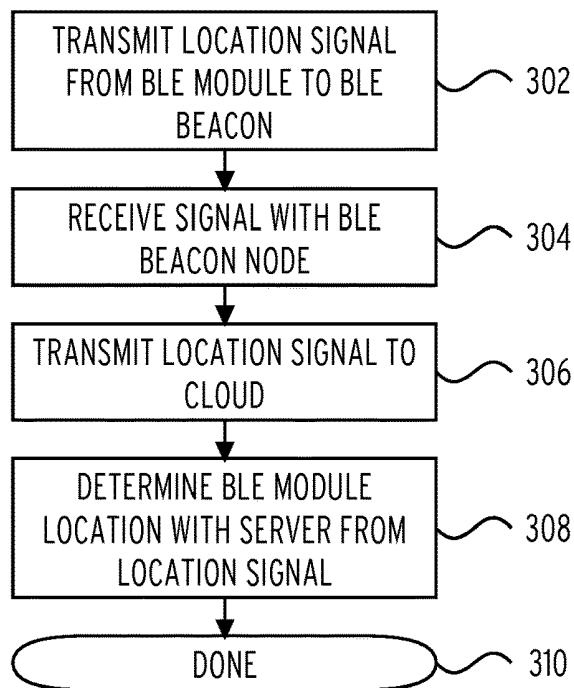 TRANSMIT LOCATION SIGNAL
FROM BLE MODULE TO BLE
BEACON
302
RECEIVE SIGNAL WITH BLE
BEACON NODE
304
TRANSMIT LOCATION SIGNAL TO
CLOUD
306
DETERMINE BLE MODULE
LOCATION WITH SERVER FROM
LOCATION SIGNAL
308
DONE
310